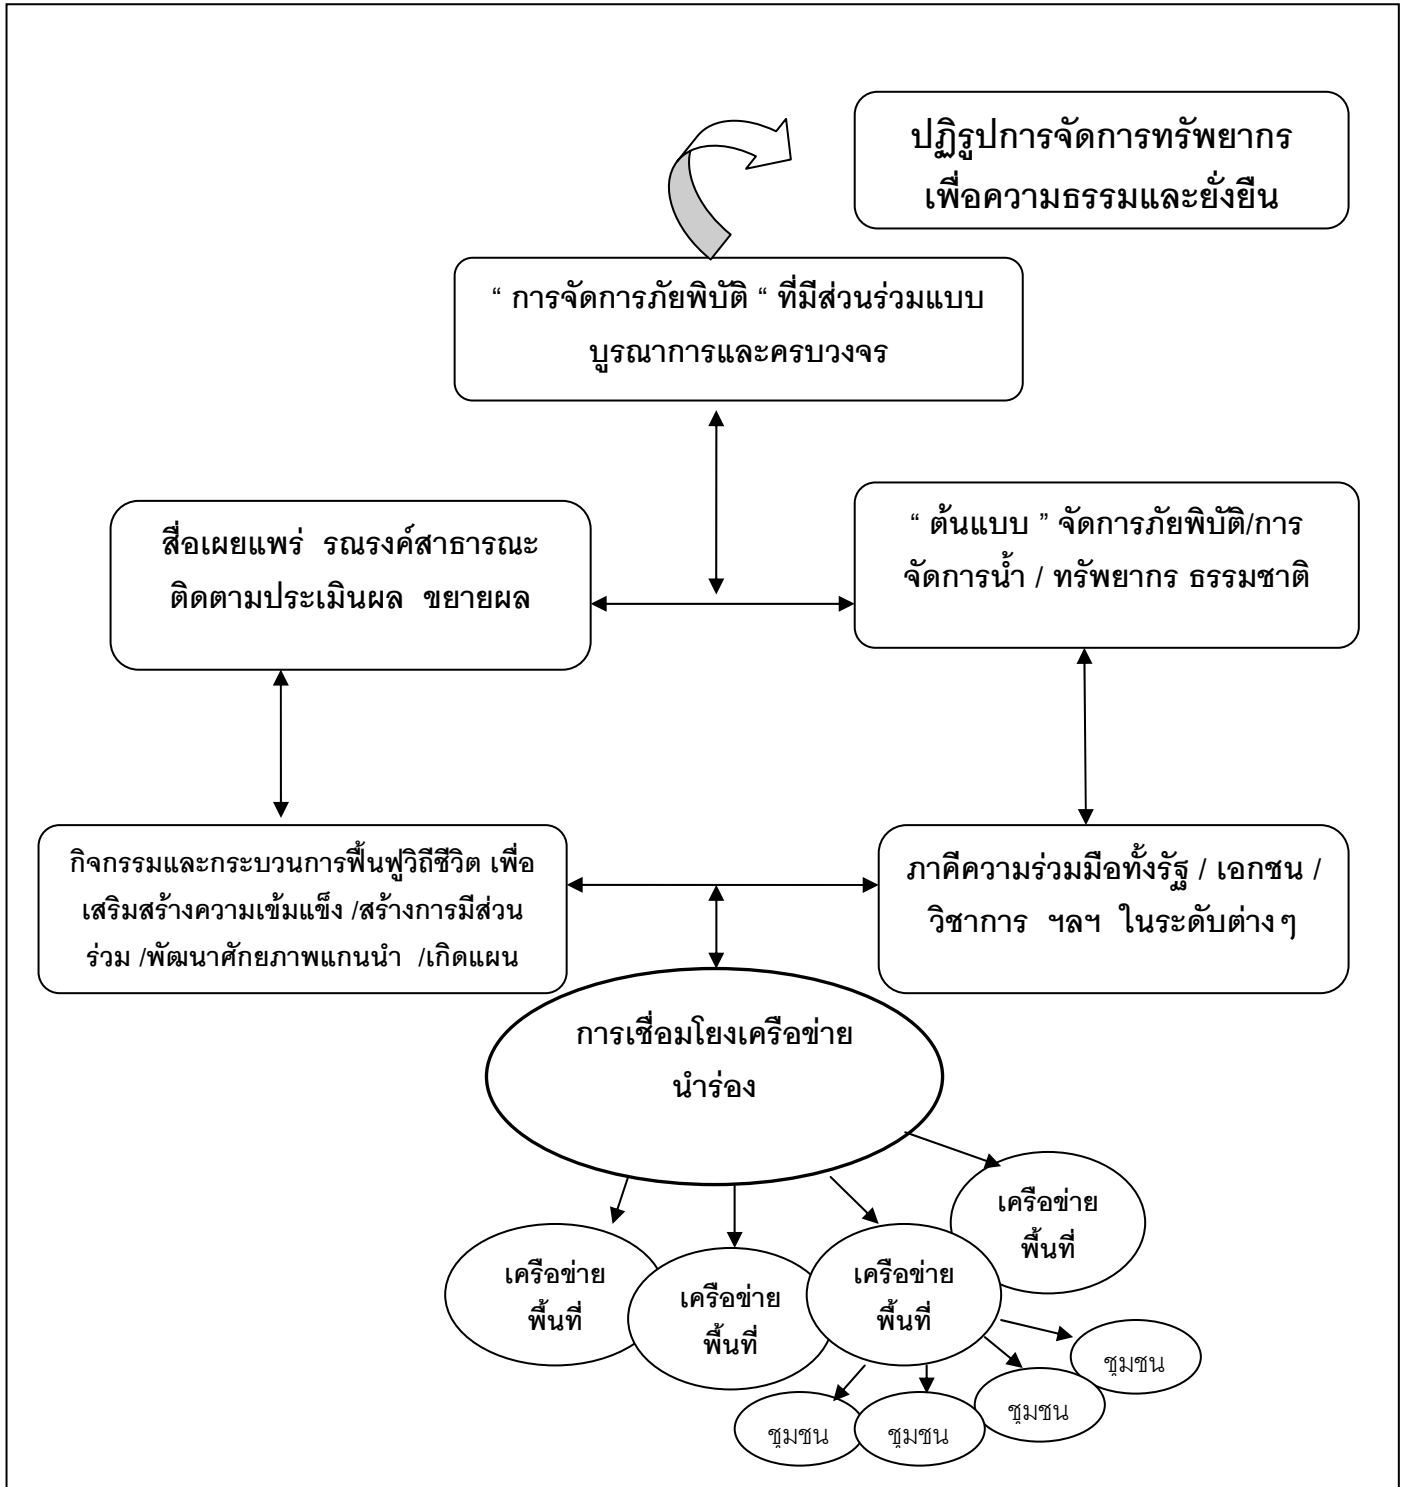 ปฏิรูปการจัดการทรัพยากร
เพื่อความธรรมและยั่งยืน
“ การจัดการภัยพิบัติ “ ที่มีส่วนร่วมแบบ
บูรณาการและครบวงจร
สื่อเผยแพร่ รณรงค์สาธารณะ
ติดตามประเมินผล ขยายผล
“ ต้นแบบ ” จัดการภัยพิบัติ/การ
จัดการน้ำ / ทรัพยากร ธรรมชาติ
กิจกรรมและกระบวนการฟื้นฟูวิถีชีวิต เพื่อ
เสริมสร้างความเข้มแข็ง /สร้างการมีส่วน
ร่วม /พัฒนาศักยภาพแกนนำ /เกิดแผน
ภาคีความร่วมมือทั้งรัฐ / เอกชน /
วิชาการ ฯลฯ ในระดับต่างๆ
การเชื่อมโยงเครือข่าย
นำร่อง
เครือข่าย
พื้นที่
เครือข่าย
พื้นที่
เครือข่าย
พื้นที่
เครือข่าย
พื้นที่
ชุมชน
ชุมชน
ชุมชน
ชุมชน